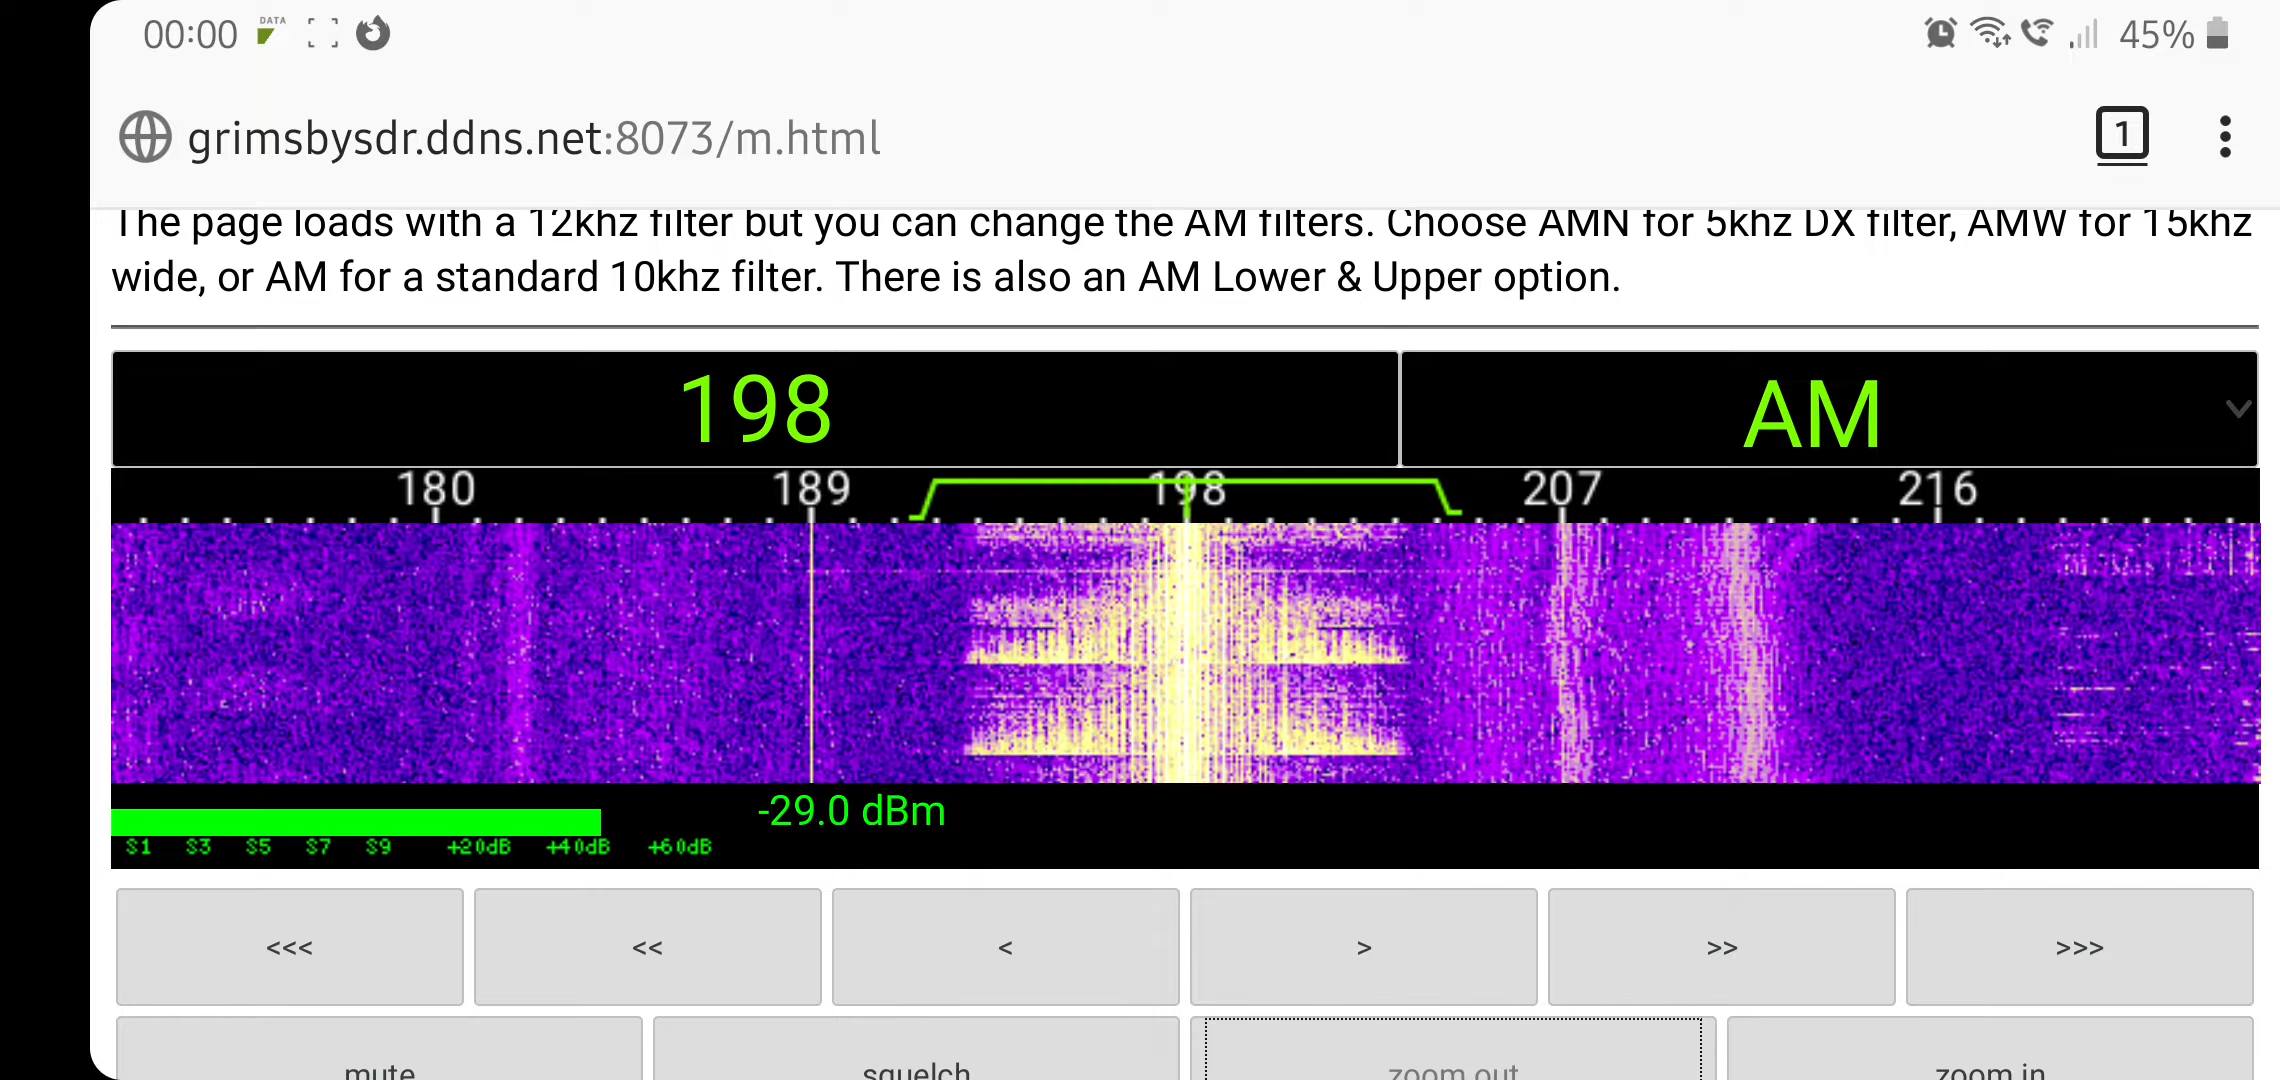 00:00 DATA 45%
grimsbysdr.ddns.net:8073/m.html 1
The page loads with a 12khz filter but you can change the AM filters. Choose AMN for 5khz DX filter, AMW for 15khz
wide, or AM for a standard 10khz filter. There is also an AM Lower & Upper option.
198 AM
180 189 198 207 216
-29.0 dBm
S1 S3 S5 S7 S9 +20dB +40dB +60dB
<<< << < > >> >>>
mute squelch zoom out zoom in